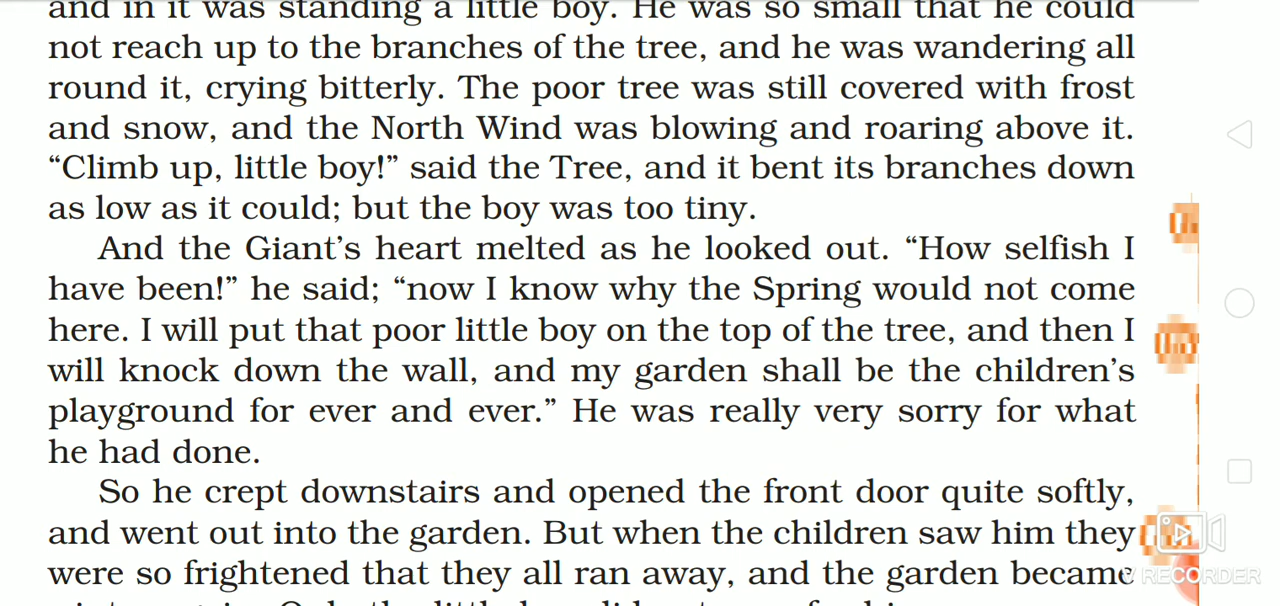 and in it was standing a little boy. He was so small that he could
not reach up to the branches of the tree, and he was wandering all
round it, crying bitterly. The poor tree was still covered with frost
and snow, and the North Wind was blowing and roaring above it.
“Climb up, little boy!” said the Tree, and it bent its branches down
as low as it could; but the boy was too tiny.
And the Giant’s heart melted as he looked out. “How selfish I
have been!” he said; “now I know why the Spring would not come
here. I will put that poor little boy on the top of the tree, and then I
will knock down the wall, and my garden shall be the children’s
playground for ever and ever.” He was really very sorry for what
he had done.
So he crept downstairs and opened the front door quite softly,
and went out into the garden. But when the children saw him they
were so frightened that they all ran away, and the garden became
V RECORDER